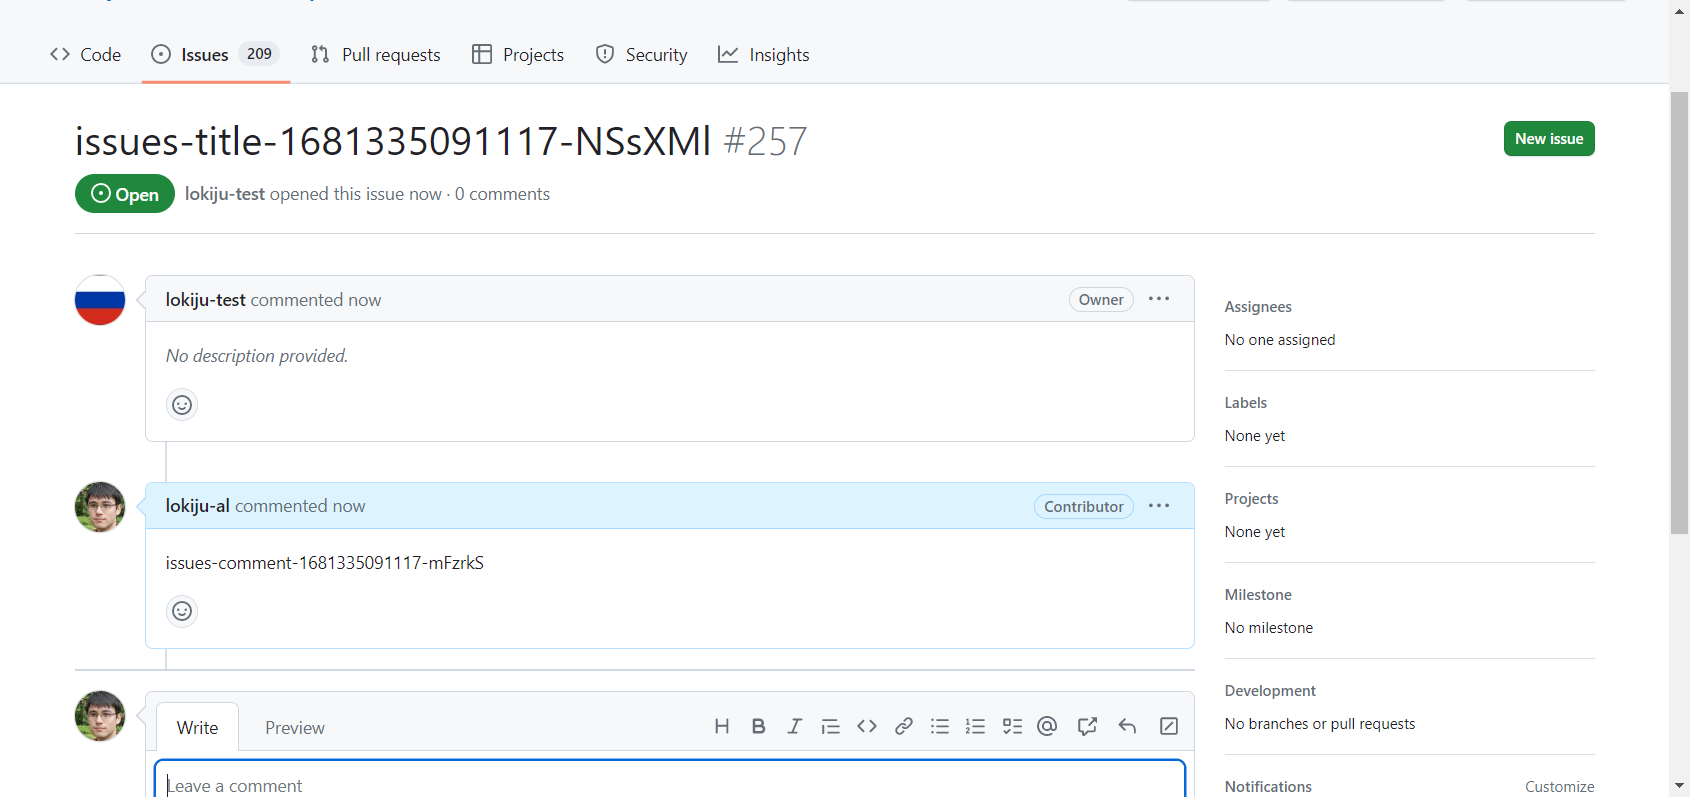 Code Issues 209 Pull requests Projects Security Insights
issues-title-1681335091117-NSsXMl #257
New issue
Open lokiju-test opened this issue now · 0 comments
lokiju-test commented now Owner
No description provided.
lokiju-al commented now Contributor
issues-comment-1681335091117-mFzrkS
Write Preview
Leave a comment
Assignees
No one assigned
Labels
None yet
Projects
None yet
Milestone
No milestone
Development
No branches or pull requests
Notifications Customize